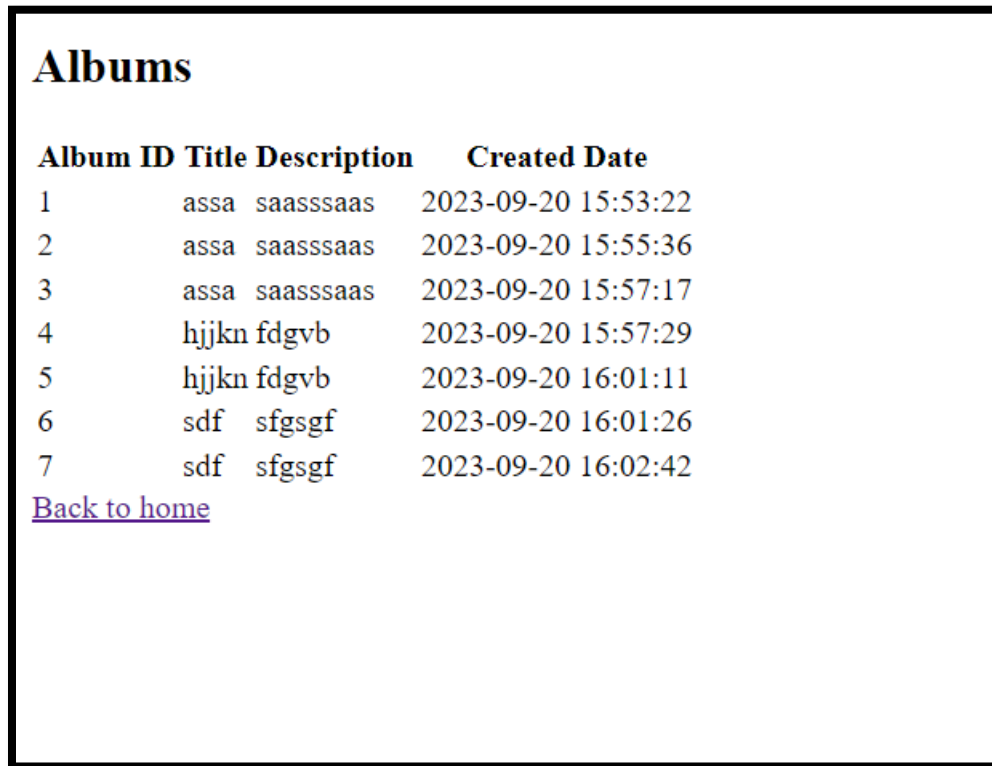 Albums
Album ID Title Description Created Date
1 assa saasssaas 2023-09-20 15:53:22
2 assa saasssaas 2023-09-20 15:55:36
3 assa saasssaas 2023-09-20 15:57:17
4 hjjkn fdgvb 2023-09-20 15:57:29
5 hjjkn fdgvb 2023-09-20 16:01:11
6 sdf sfgsgf 2023-09-20 16:01:26
7 sdf sfgsgf 2023-09-20 16:02:42
Back to home